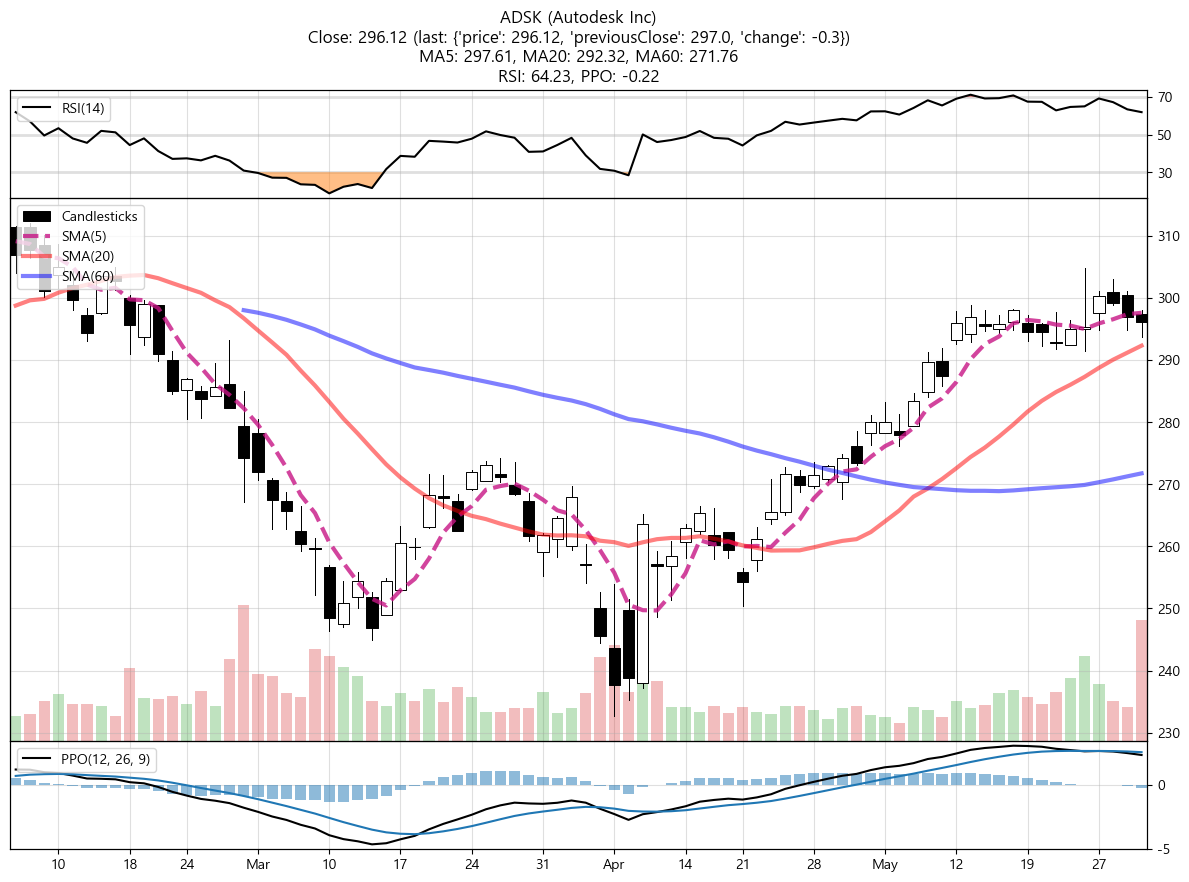 ADSK (Autodesk Inc)
Close: 296.12 (last: {'price': 296.12, 'previousClose': 297.0, 'change': -0.3})
MA5: 297.61, MA20: 292.32, MA60: 271.76
RSI: 64.23, PPO: -0.22
RSI(14)
70
50
30
Candlesticks
SMA(5)
SMA(20)
SMA(60)
310
300
290
280
270
260
250
240
230
PPO(12, 26, 9)
0
-5
10 18 24 Mar 10 17 24 31 Apr 14 21 28 May 12 19 27